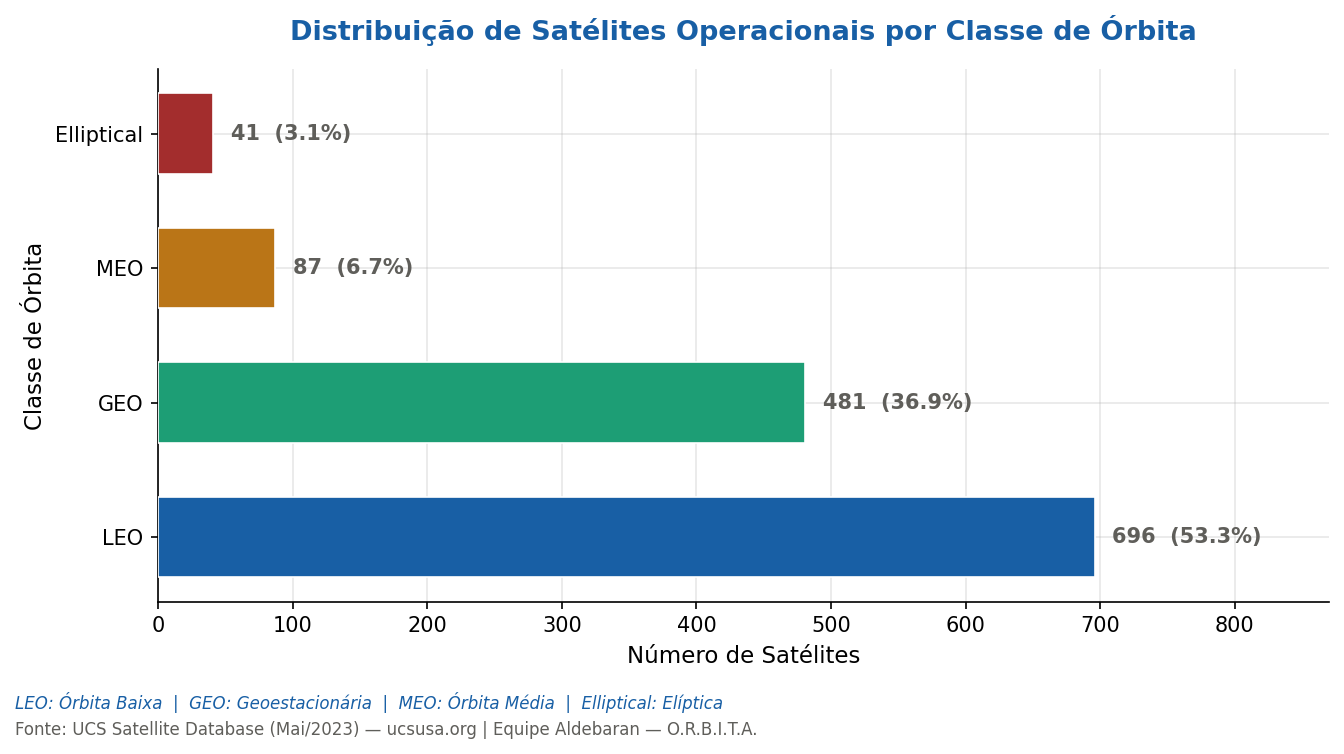 Distribuição de Satélites Operacionais por Classe de Órbita
Classe de Órbita
Elliptical
41 (3.1%)
MEO
87 (6.7%)
GEO
481 (36.9%)
LEO
696 (53.3%)
0 100 200 300 400 500 600 700 800
Número de Satélites
LEO: Órbita Baixa | GEO: Geoestacionária | MEO: Órbita Média | Elliptical: Elíptica
Fonte: UCS Satellite Database (Mai/2023) — ucsusa.org | Equipe Aldebaran — O.R.B.I.T.A.